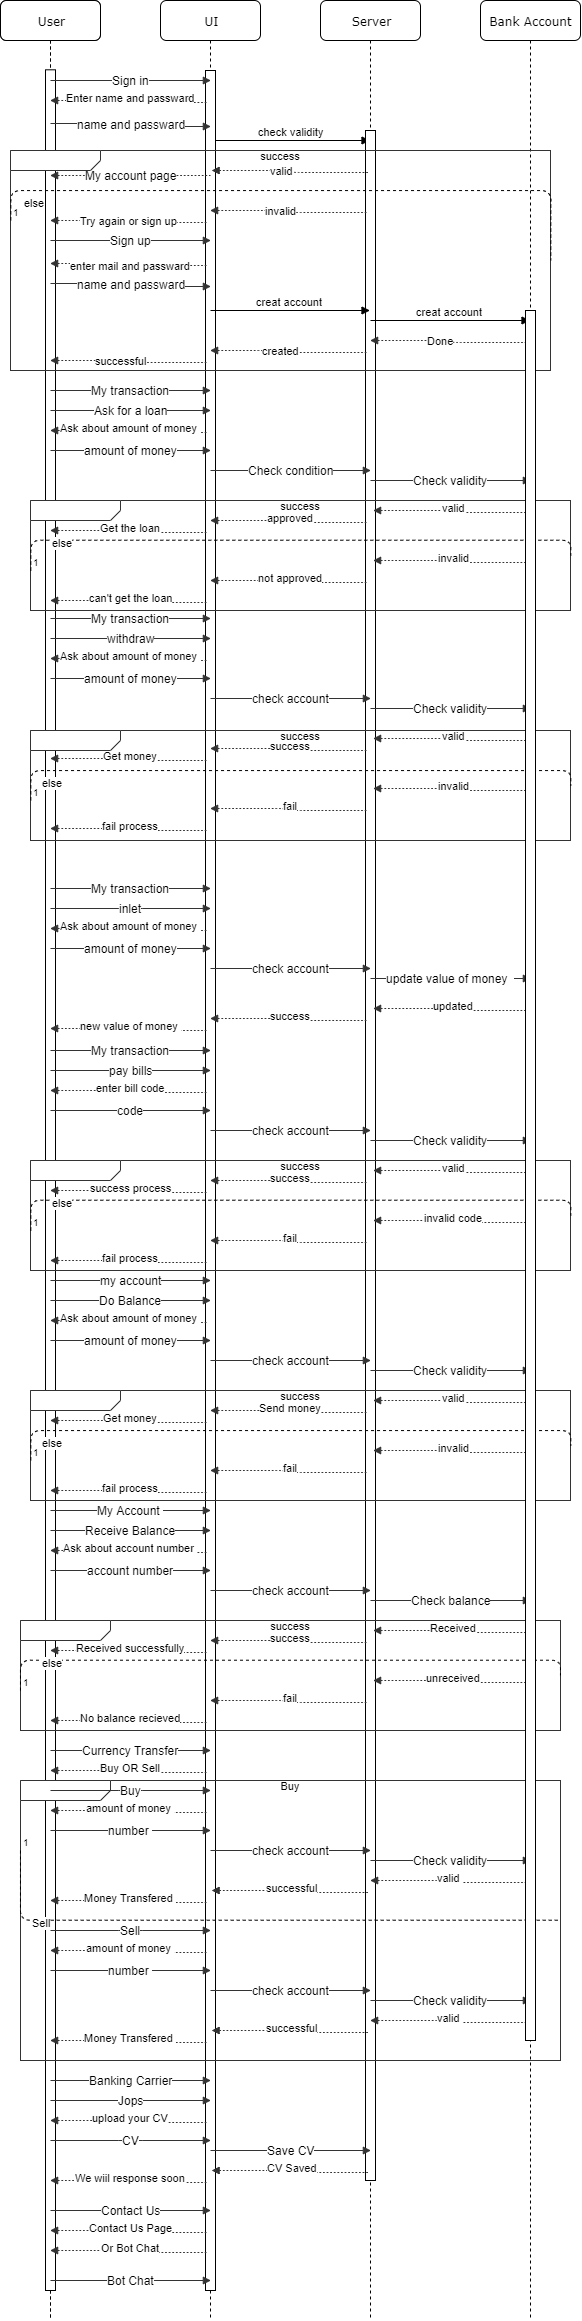 User
UI
Server
Bank Account
Sign in
Enter name and password
name and password
check validity
success
valid
My account page
else
1
invalid
Try again or sign up
Sign up
enter mail and password
name and password
creat account
creat account
Done
created
successful
My transaction
Ask for a loan
Ask about amount of money
amount of money
Check condition
Check validity
success
valid
approved
Get the loan
else
1
invalid
not approved
can't get the loan
My transaction
withdraw
Ask about amount of money
amount of money
check account
Check validity
success
valid
success
Get money
else
1
invalid
fail
fail process
My transaction
inlet
Ask about amount of money
amount of money
check account
update value of money
updated
success
new value of money
My transaction
pay bills
enter bill code
code
check account
Check validity
success
valid
success
success process
else
1
invalid code
fail
fail process
my account
Do Balance
Ask about amount of money
amount of money
check account
Check validity
success
valid
Send money
Get money
else
1
invalid
fail
fail process
My Account
Receive Balance
Ask about account number
account number
check account
Check balance
success
Received
success
Received successfully
else
1
unreceived
fail
No balance recieved
Currency Transfer
Buy OR Sell
Buy
Buy
amount of money
number
1
check account
Check validity
valid
successful
Money Transfered
Sell
Sell
amount of money
number
check account
Check validity
valid
successful
Money Transfered
Banking Carrier
Jops
upload your CV
CV
Save CV
CV Saved
We wiil response soon
Contact Us
Contact Us Page
Or Bot Chat
Bot Chat